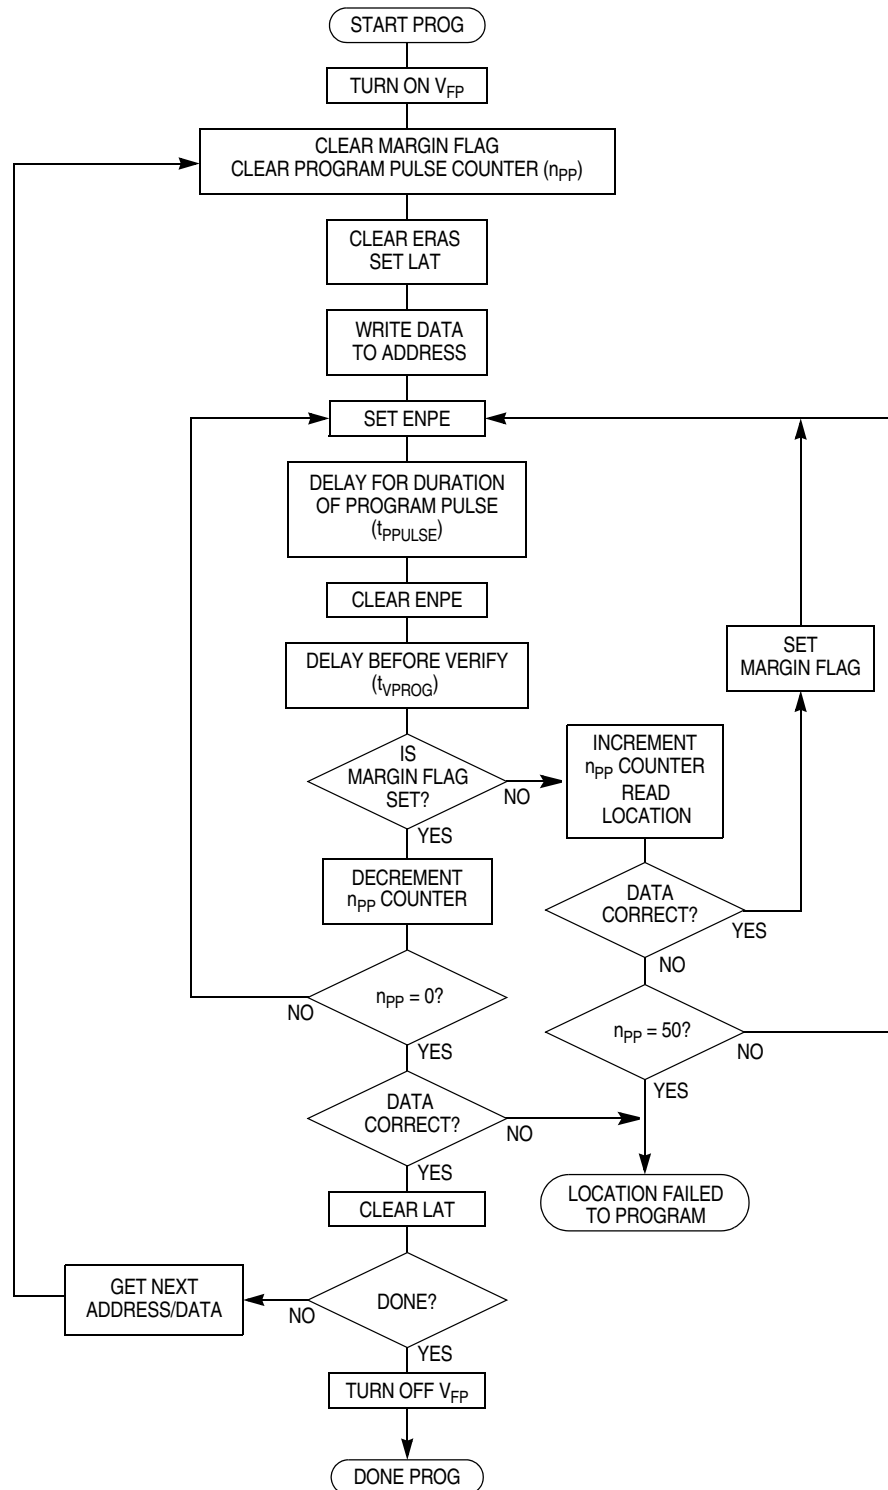 START PROG
TURN ON VFP
CLEAR MARGIN FLAG
CLEAR PROGRAM PULSE COUNTER (nPP)
CLEAR ERAS
SET LAT
WRITE DATA
TO ADDRESS
SET ENPE
DELAY FOR DURATION
OF PROGRAM PULSE
(tPPULSE)
CLEAR ENPE
DELAY BEFORE VERIFY
(tVPROG)
SET
MARGIN FLAG
IS
MARGIN FLAG
SET?
NO
YES
INCREMENT
nPP COUNTER
READ
LOCATION
DECREMENT
nPP COUNTER
DATA
CORRECT?
YES
NO
nPP = 0?
NO
YES
nPP = 50?
NO
YES
DATA
CORRECT?
NO
YES
LOCATION FAILED
TO PROGRAM
CLEAR LAT
GET NEXT
ADDRESS/DATA
DONE?
NO
YES
TURN OFF VFP
DONE PROG